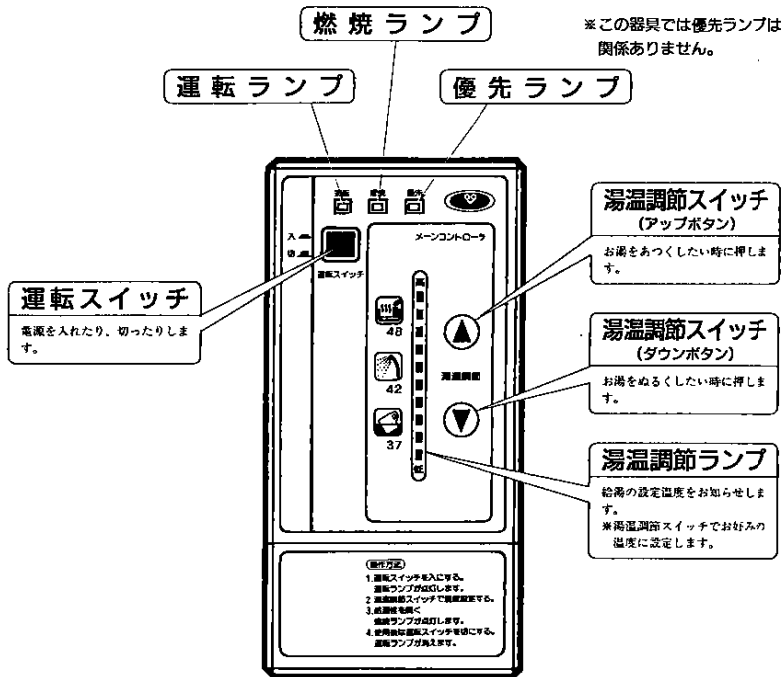 燃焼ランプ
※この器具では優先ランプは
関係ありません。
運転ランプ
優先ランプ
運転
燃焼
優先
入
切
運転スイッチ
メーンコントローラ
高
48
42
37
湯温調節
低
湯温調節スイッチ
(アップボタン)
お湯をあつくしたい時に押しま
す。
運転スイッチ
電源を入れたり、切ったりしま
す。
湯温調節スイッチ
(ダウンボタン)
お湯をぬるくしたい時に押しま
す。
湯温調節ランプ
給湯の設定温度をお知らせしま
す。
※湯温調節スイッチでお好みの
温度に設定します。
操作方法
1.運転スイッチを入にする。
運転ランプが点灯します。
2.湯温調節スイッチで温度設定する。
3.給湯栓を開く
燃焼ランプが点灯します。
4.使用後は運転スイッチを切にする。
運転ランプが消えます。